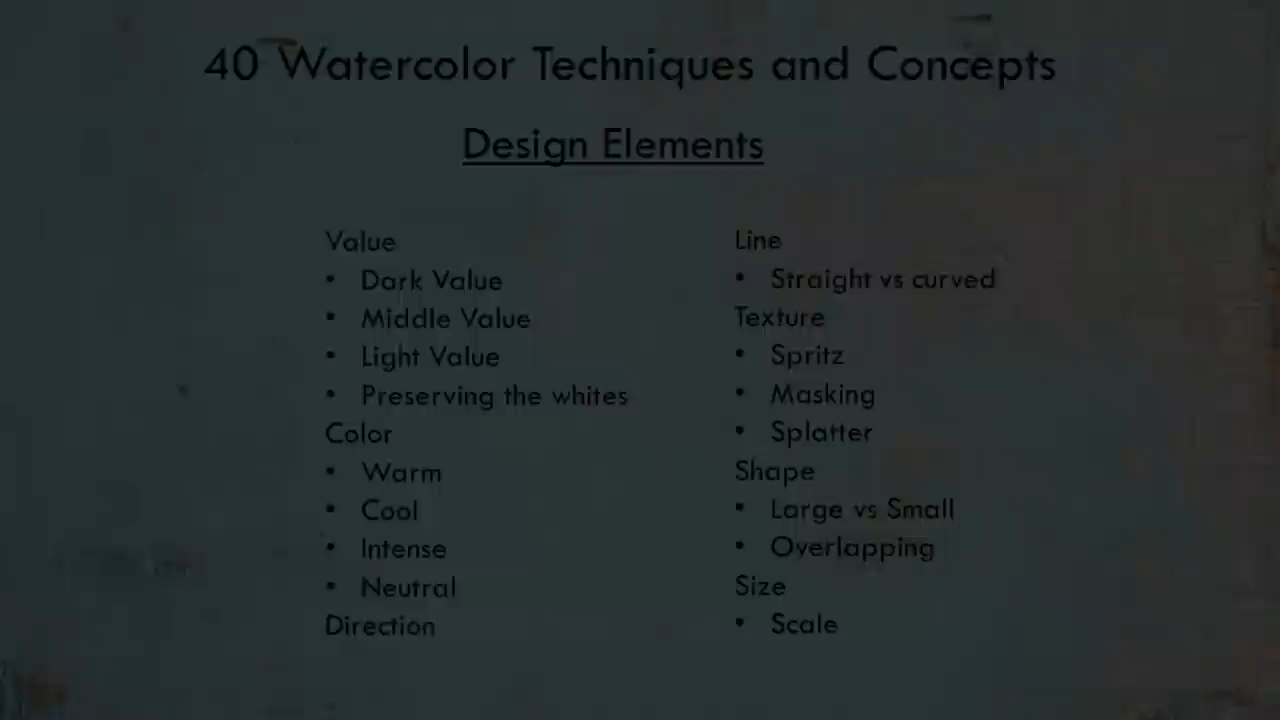 40 Watercolor Techniques and Concepts
Design Elements
Value
• Dark Value
• Middle Value
• Light Value
• Preserving the whites
Color
• Warm
• Cool
• Intense
• Neutral
Direction
Line
• Straight vs curved
Texture
• Spritz
• Masking
• Splatter
Shape
• Large vs Small
• Overlapping
Size
• Scale